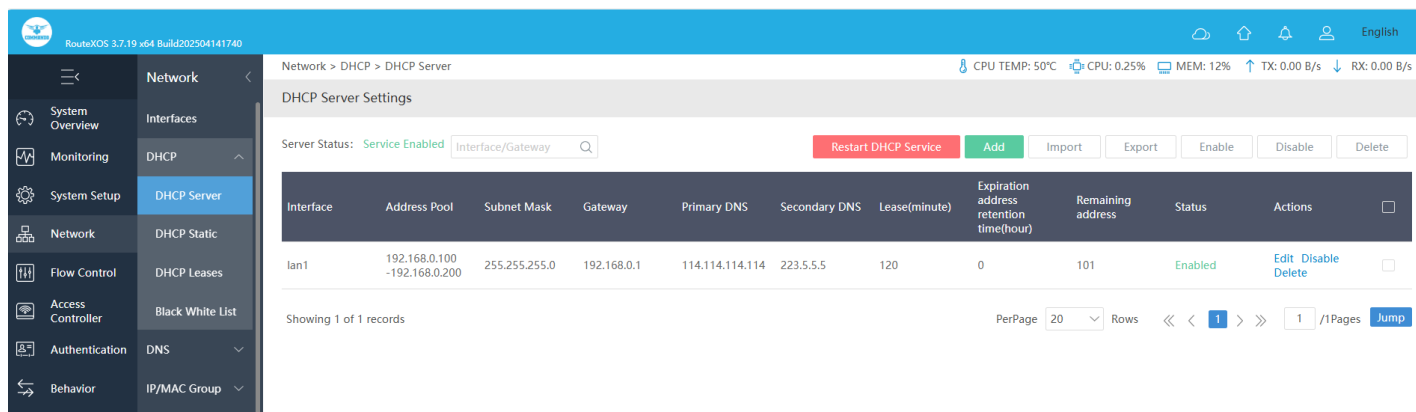 COMMANDO
RouteXOS 3.7.19 x64 Build202504141740
English
Network
Network > DHCP > DHCP Server
CPU TEMP: 50°C CPU: 0.25% MEM: 12% TX: 0.00 B/s RX: 0.00 B/s
DHCP Server Settings
System
Overview
Monitoring
System Setup
Network
Flow Control
Access
Controller
Authentication
Behavior
Interfaces
DHCP
DHCP Server
DHCP Static
DHCP Leases
Black White List
DNS
IP/MAC Group
Server Status: Service Enabled Interface/Gateway
Restart DHCP Service Add Import Export Enable Disable Delete
Interface Address Pool Subnet Mask Gateway Primary DNS Secondary DNS Lease(minute)
Expiration
address
retention
time(hour)
Remaining
address
Status Actions
lan1
192.168.0.100
-192.168.0.200
255.255.255.0 192.168.0.1 114.114.114.114 223.5.5.5 120 0 101 Enabled
Edit Disable
Delete
Showing 1 of 1 records
PerPage 20 Rows 1 1 /1Pages Jump